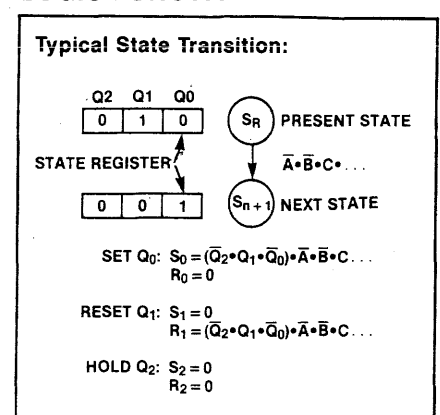 Typical State Transition:
Q2 Q1 Q0
0 1 0
S_R PRESENT STATE
STATE REGISTER
A̅•B̅•C•...
0 0 1
S_{n+1} NEXT STATE
SET Q₀: S₀=(Q̅₂•Q₁•Q̅₀)•A̅•B̅•C...
R₀=0
RESET Q₁: S₁=0
R₁=(Q̅₂•Q₁•Q̅₀)•A̅•B̅•C...
HOLD Q₂: S₂=0
R₂=0